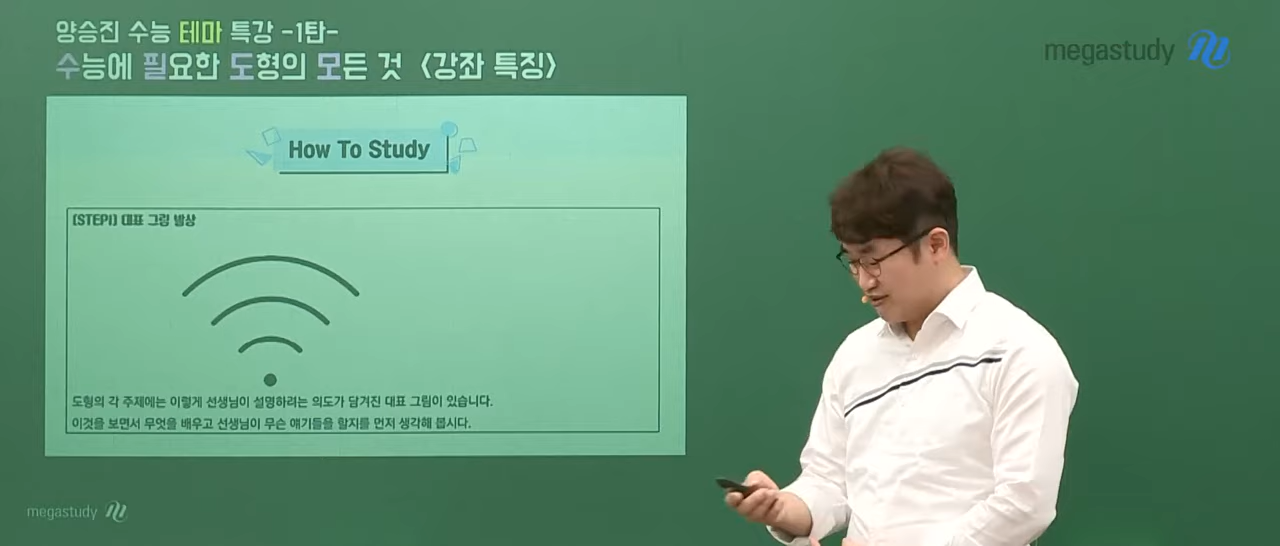 양승진 수능 테마 특강 -1탄-
수능에 필요한 도형의 모든 것 <강좌 특징>
megastudy
How To Study
(STEP1) 대표 그림 발상
도형의 각 주제에는 이렇게 선생님이 설명하려는 의도가 담겨진 대표 그림이 있습니다.
이것을 보면서 무엇을 배우고 선생님이 무슨 얘기들을 할지를 먼저 생각해 봅시다.
megastudy